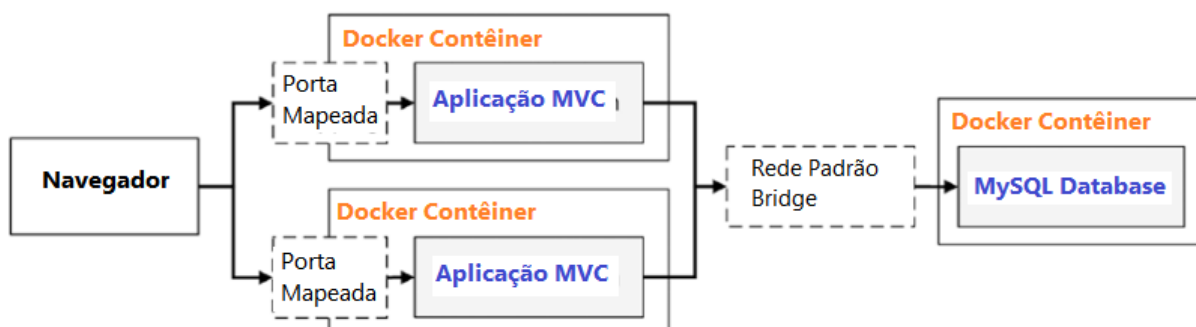 Docker Contêiner
Porta
Mapeada
Aplicação MVC
Navegador
Docker Contêiner
Porta
Mapeada
Aplicação MVC
Rede Padrão
Bridge
Docker Contêiner
MySQL Database